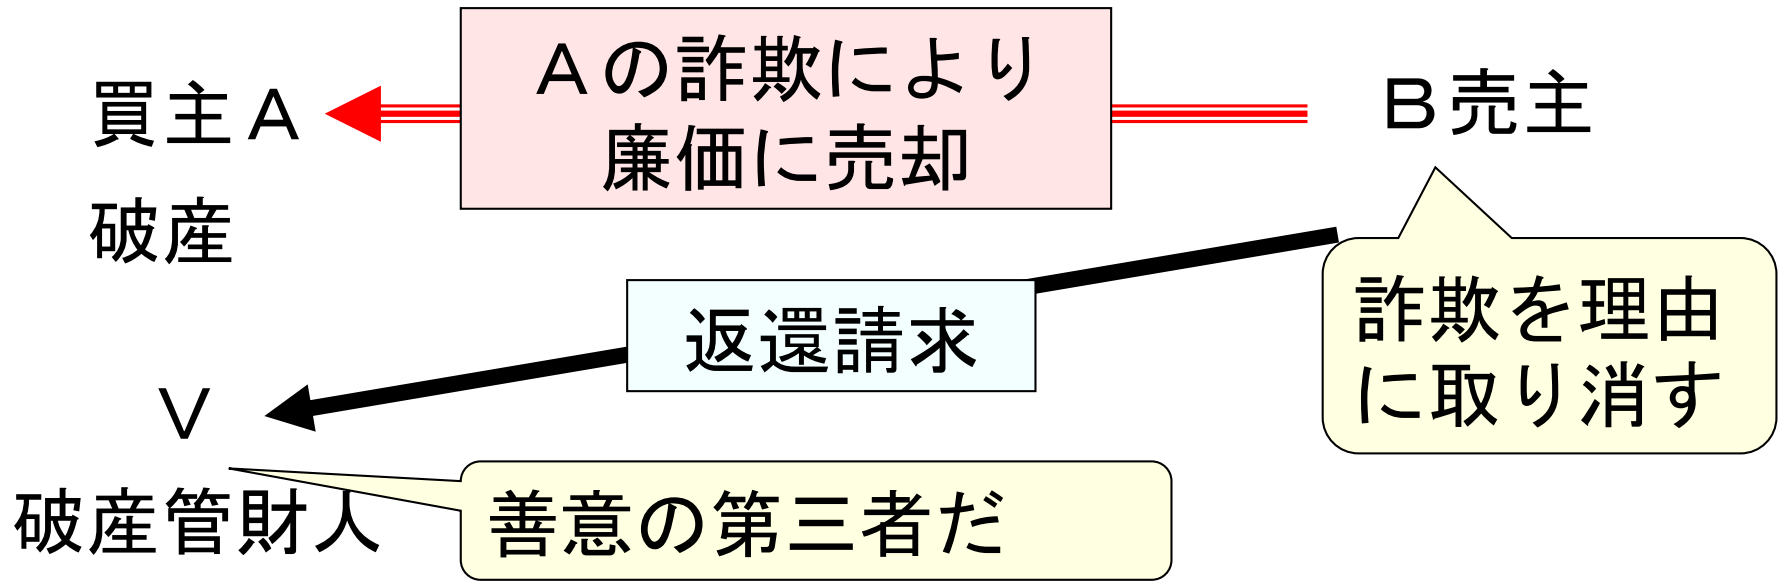 買主Ａ
Ａの詐欺により
廉価に売却
Ｂ売主
破産
返還請求
詐欺を理由
に取り消す
Ｖ
破産管財人
善意の第三者だ